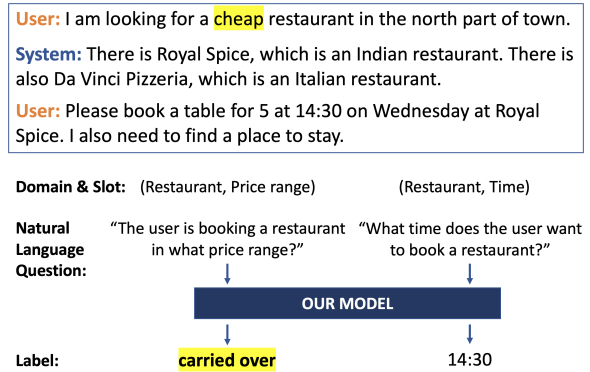 User: I am looking for a cheap restaurant in the north part of town.
System: There is Royal Spice, which is an Indian restaurant. There is
also Da Vinci Pizzeria, which is an Italian restaurant.
User: Please book a table for 5 at 14:30 on Wednesday at Royal
Spice. I also need to find a place to stay.
Domain & Slot: (Restaurant, Price range) (Restaurant, Time)
Natural "The user is booking a restaurant "What time does the user want
Language in what price range?" to book a restaurant?"
Question:
OUR MODEL
Label: carried over 14:30